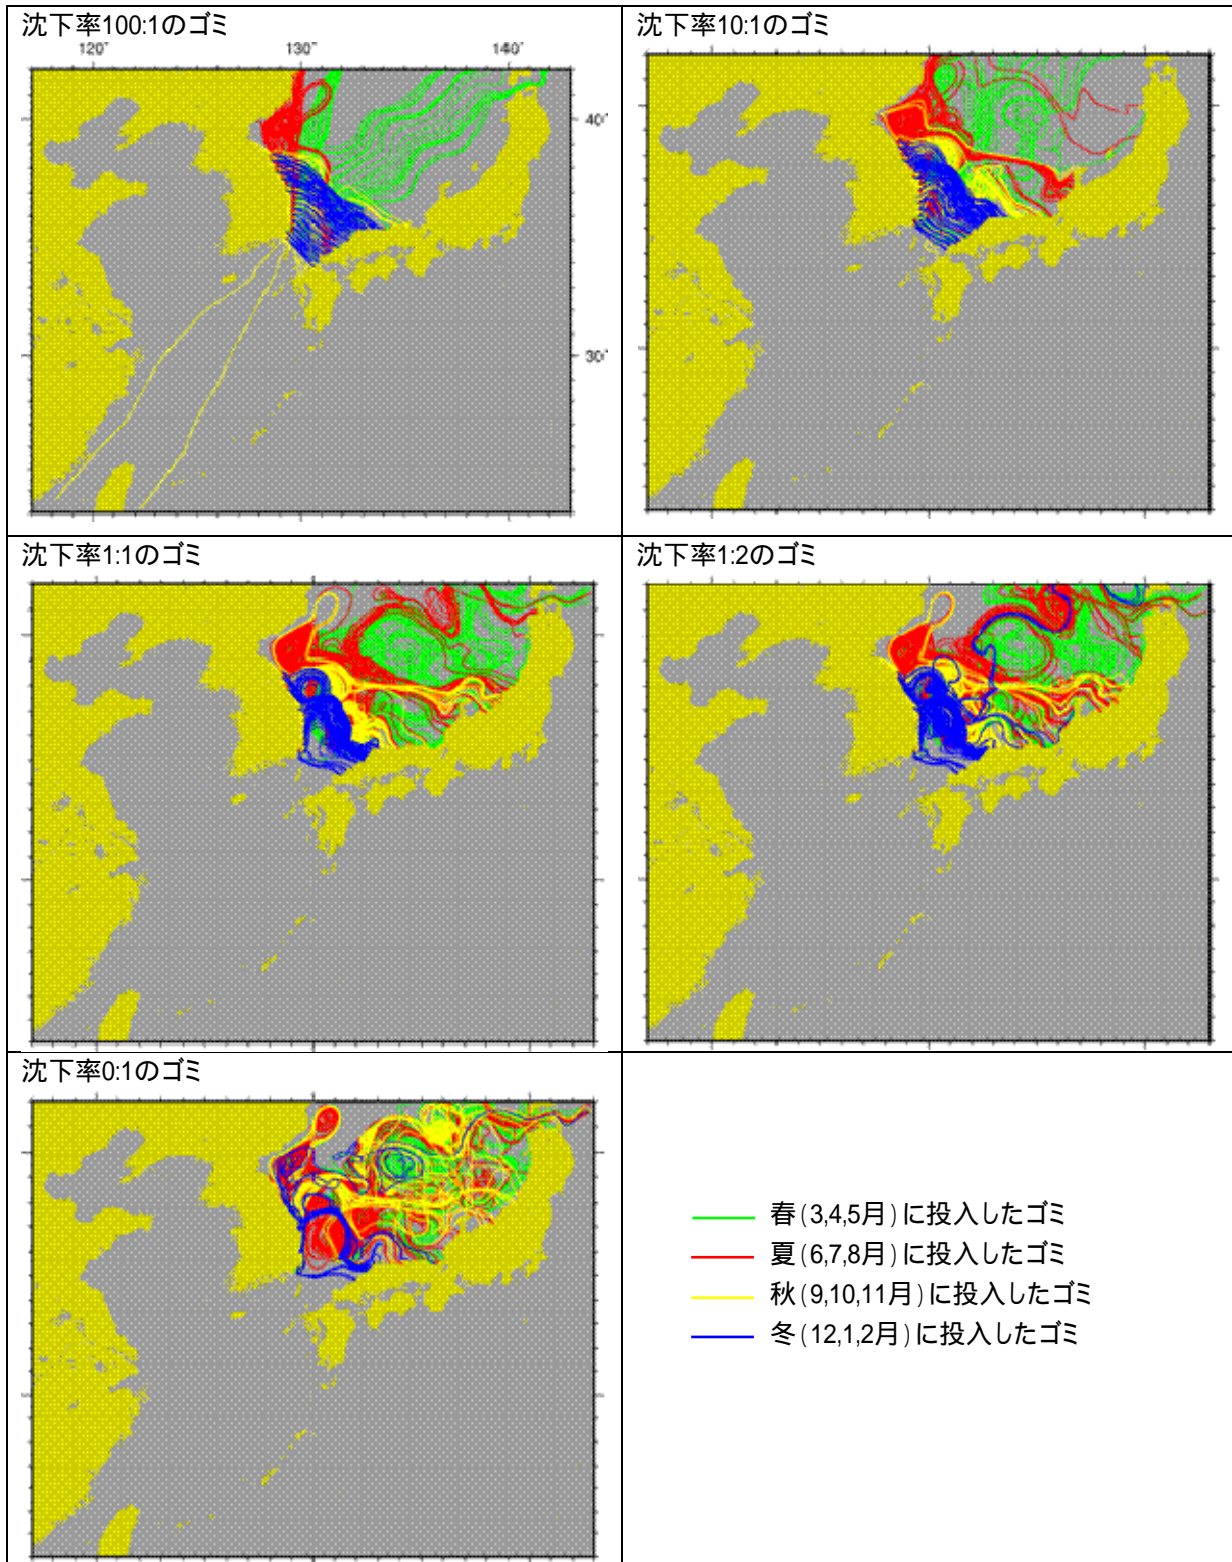 沈下率100:1のゴミ
120°
130°
140°
40°
30°
沈下率10:1のゴミ
沈下率1:1のゴミ
沈下率1:2のゴミ
沈下率0:1のゴミ
春(3,4,5月)に投入したゴミ
夏(6,7,8月)に投入したゴミ
秋(9,10,11月)に投入したゴミ
冬(12,1,2月)に投入したゴミ